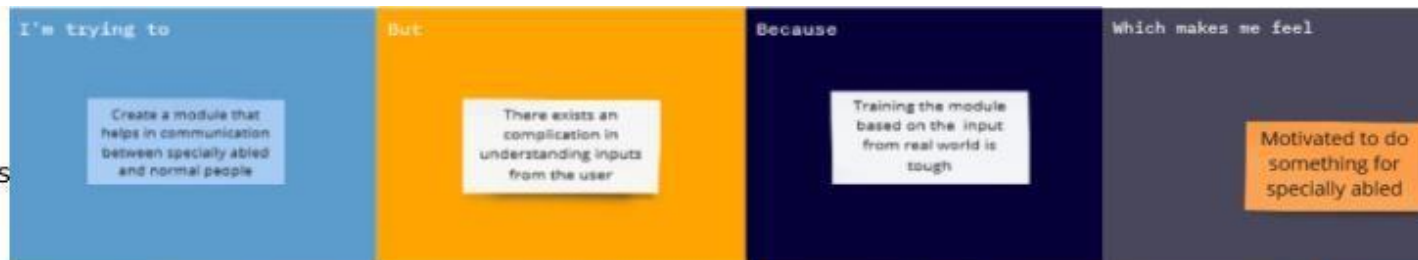 I'm trying to
Create a module that
helps in communication
between specially abled
and normal people
But
There exists an
complication in
understanding inputs
from the user
Because
Training the module
based on the input
from real world is
tough
Which makes me feel
Motivated to do
something for
specially abled
s